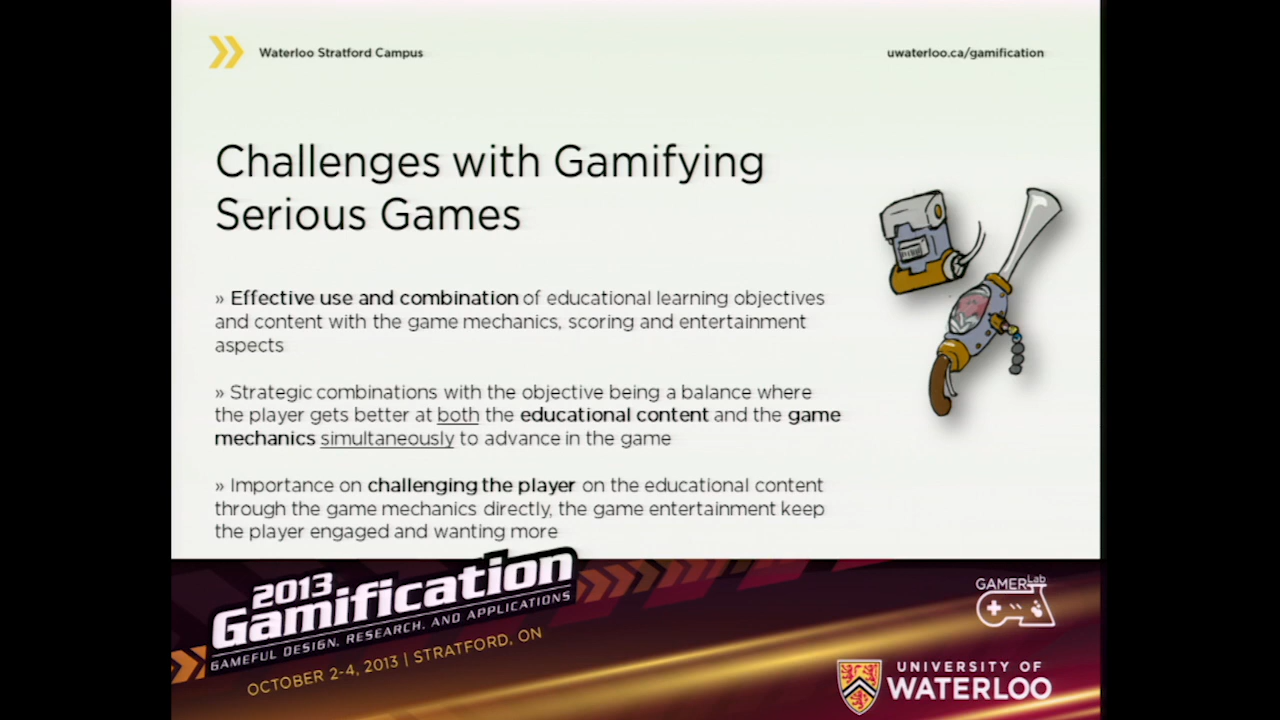 Waterloo Stratford Campus
uwaterloo.ca/gamification
Challenges with Gamifying
Serious Games
» Effective use and combination of educational learning objectives
and content with the game mechanics, scoring and entertainment
aspects
» Strategic combinations with the objective being a balance where
the player gets better at both the educational content and the game
mechanics simultaneously to advance in the game
» Importance on challenging the player on the educational content
through the game mechanics directly, the game entertainment keep
the player engaged and wanting more
2013
Gamification
GAMEFUL DESIGN, RESEARCH, AND APPLICATIONS
OCTOBER 2-4, 2013 | STRATFORD, ON
GAMERLab
UNIVERSITY OF
WATERLOO